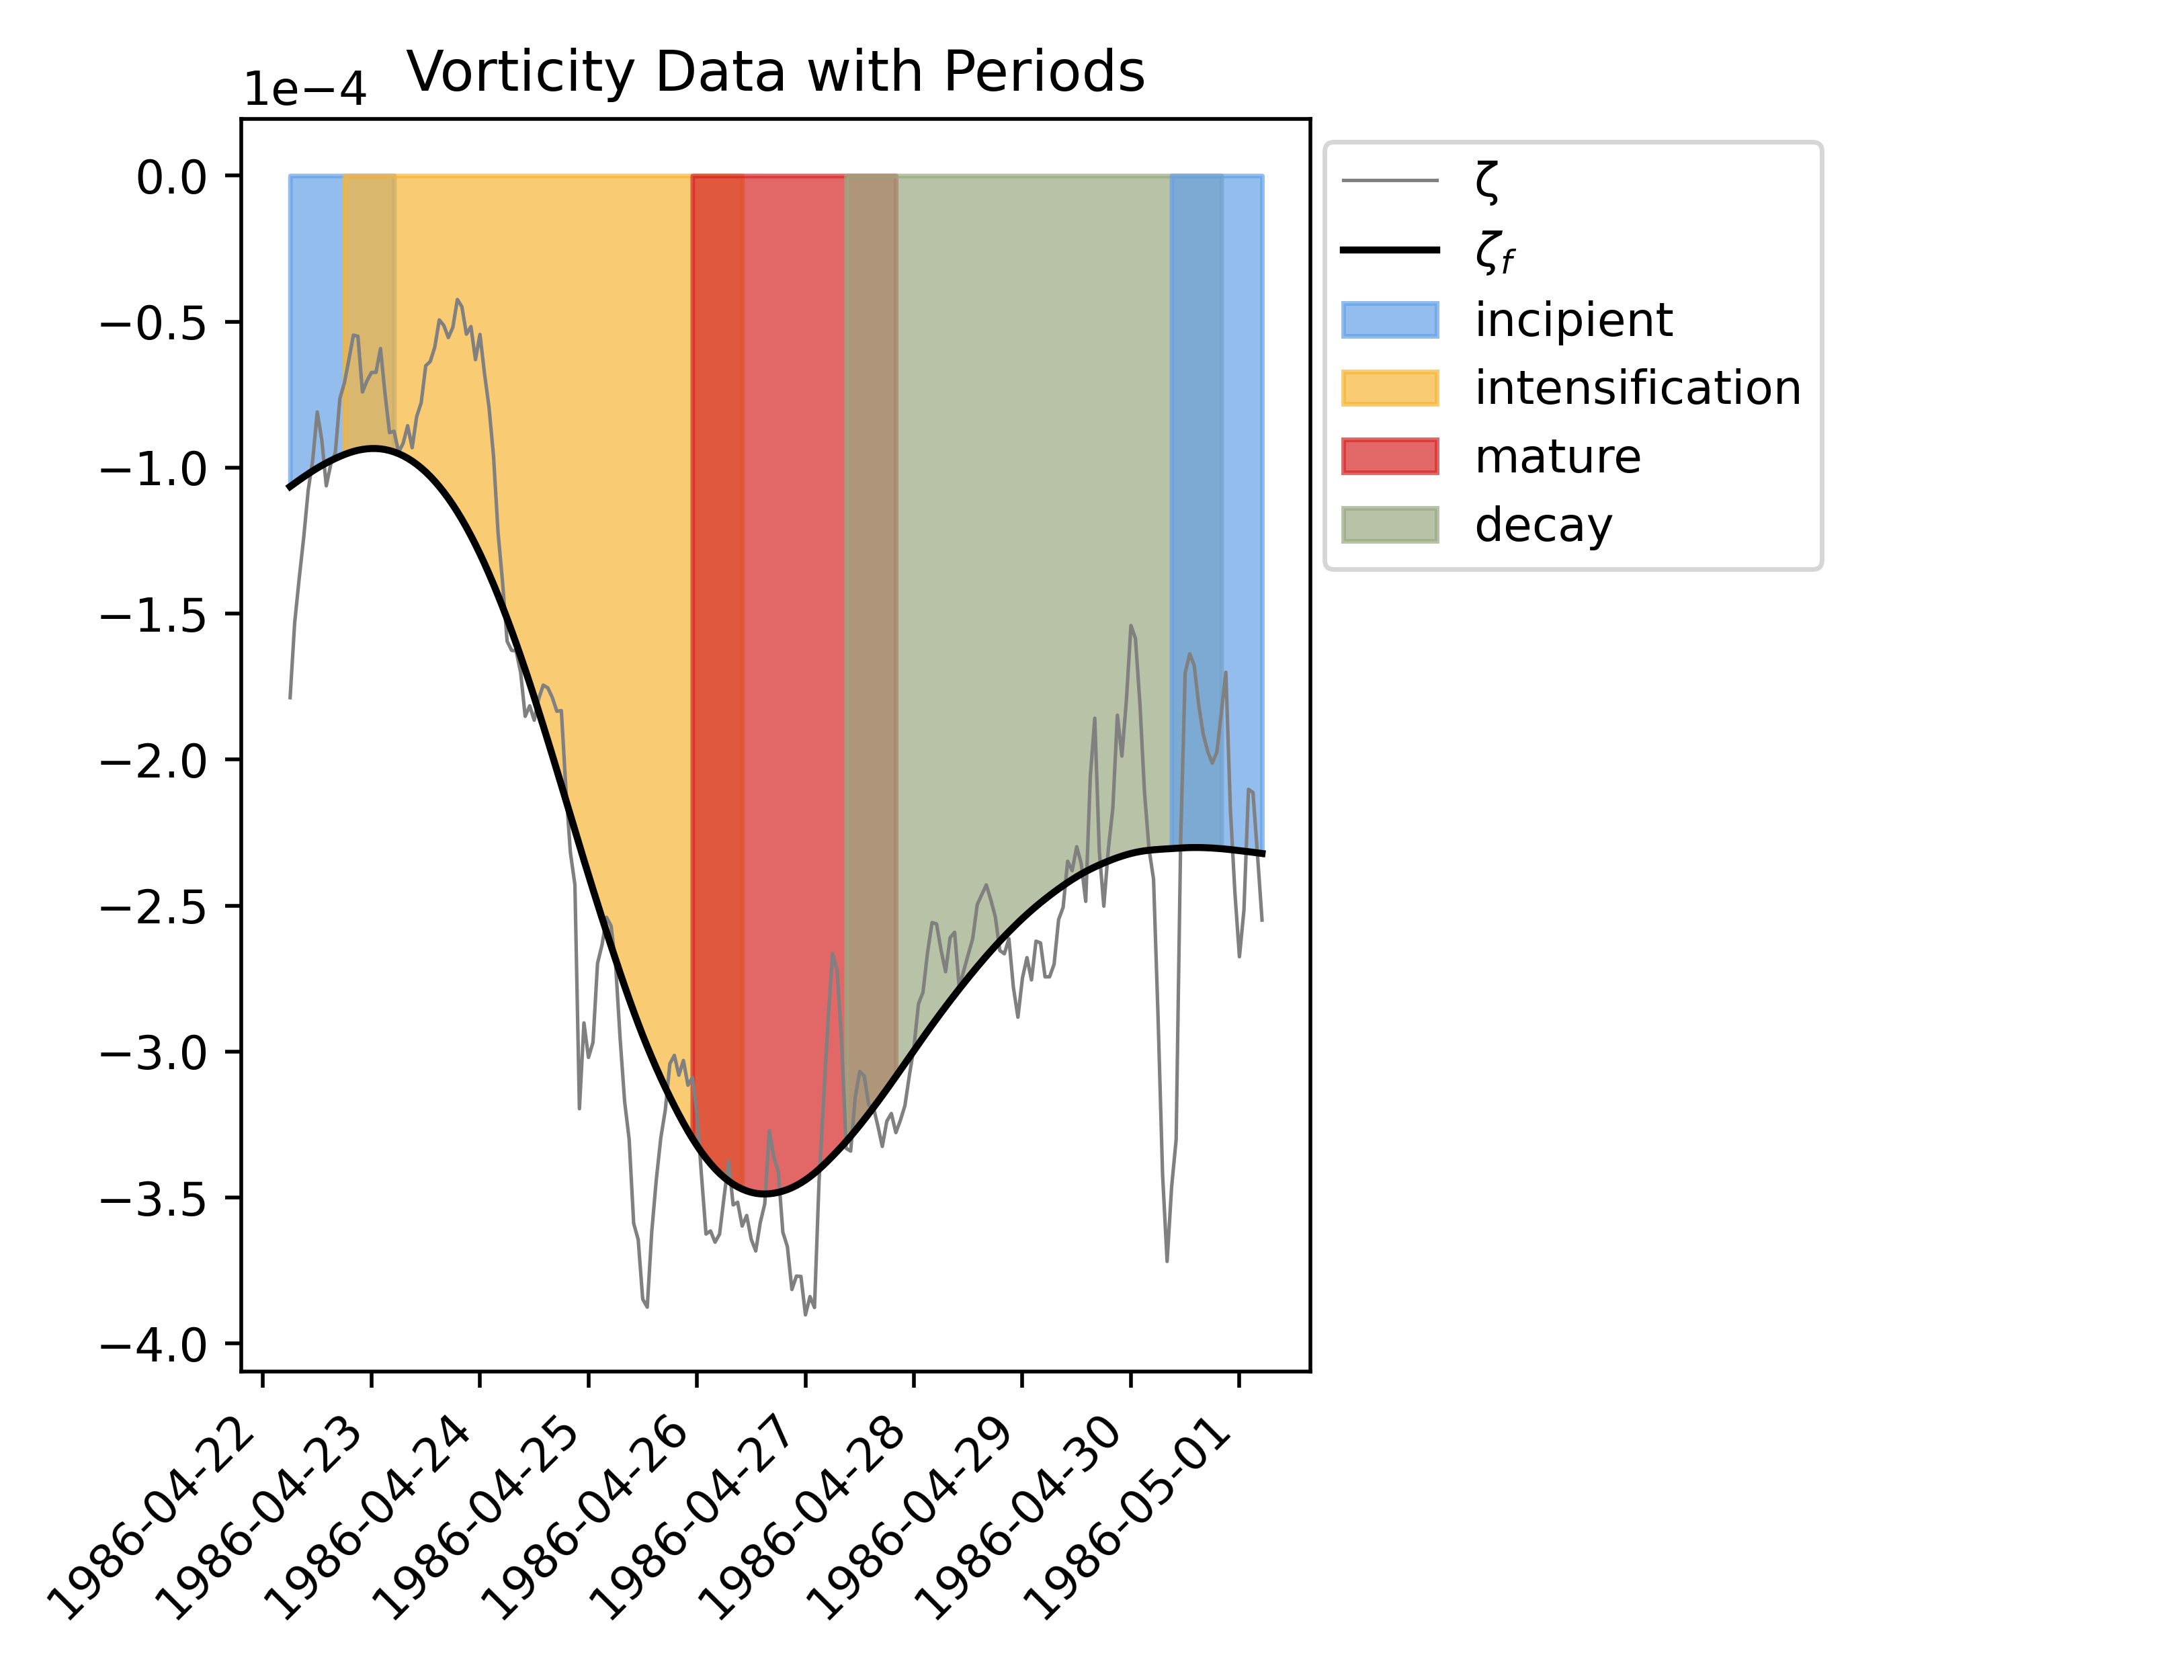 Vorticity Data with Periods
1e−4
0.0
−0.5
−1.0
−1.5
−2.0
−2.5
−3.0
−3.5
−4.0
1986-04-22
1986-04-23
1986-04-24
1986-04-25
1986-04-26
1986-04-27
1986-04-28
1986-04-29
1986-04-30
1986-05-01
ζ
ζf
incipient
intensification
mature
decay